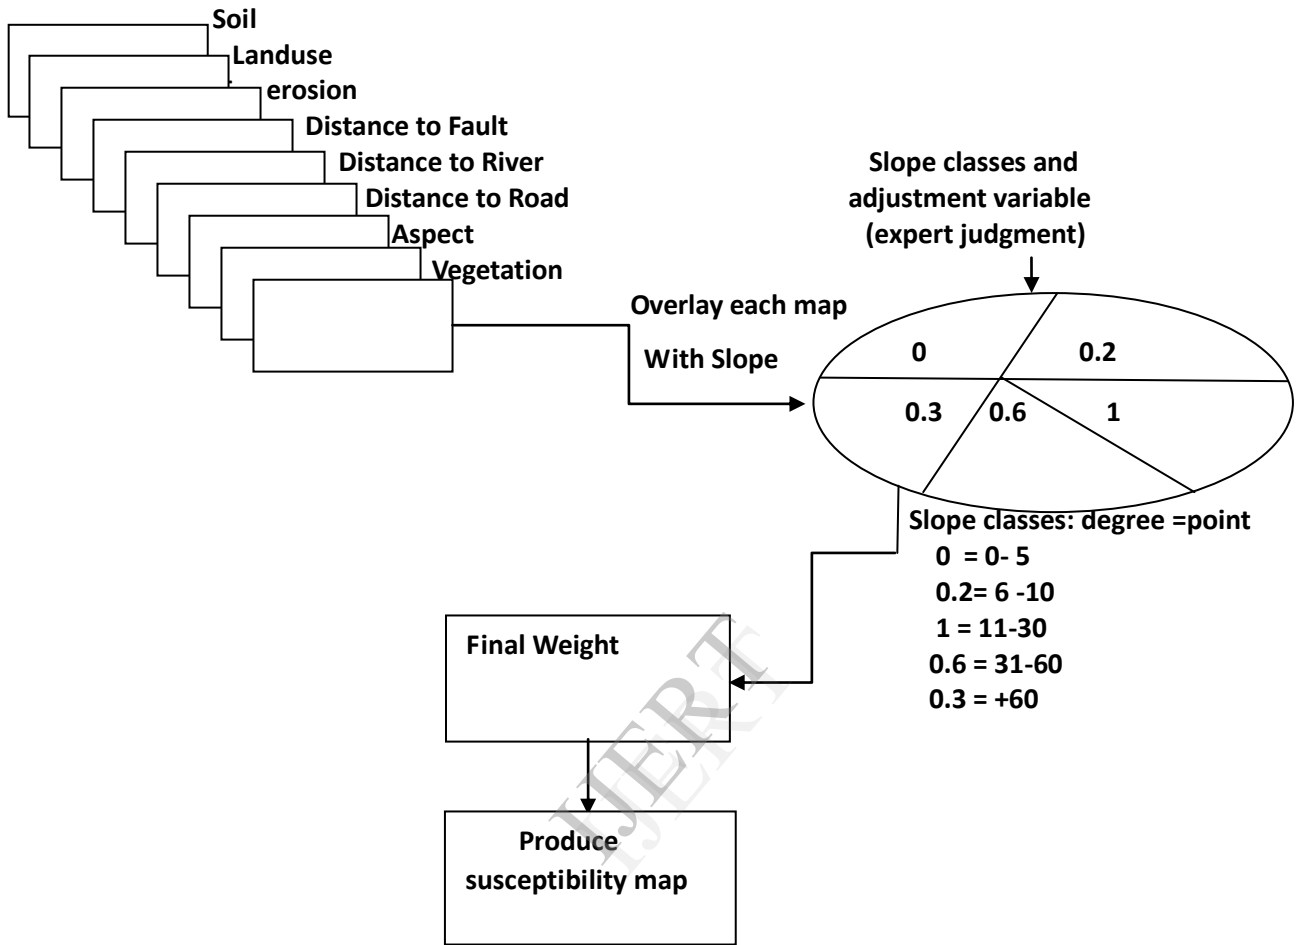 Soil
Landuse
erosion
Distance to Fault
Distance to River
Distance to Road
Aspect
Vegetation
Overlay each map
With Slope
Slope classes and
adjustment variable
(expert judgment)
0
0.2
0.3
0.6
1
Slope classes: degree =point
0 = 0- 5
0.2= 6 -10
1 = 11-30
0.6 = 31-60
0.3 = +60
Final Weight
Produce
susceptibility map
IJERT